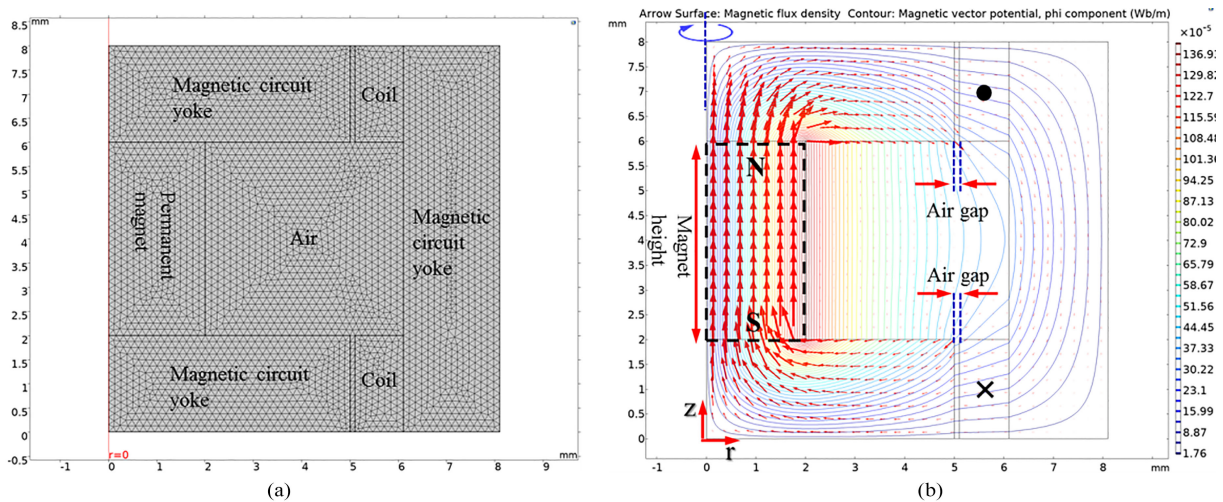 Arrow Surface: Magnetic flux density  Contour: Magnetic vector potential, phi component (Wb/m)
8.5
mm
8
7.5
7
6.5
6
5.5
5
4.5
4
3.5
3
2.5
2
1.5
1
0.5
0
-0.5
Magnetic circuit
yoke
Coil
Permanent
magnet
Air
Magnetic
circuit
yoke
Magnetic circuit
yoke
Coil
r=0
mm
-1
0
1
2
3
4
5
6
7
8
9
(a)
mm
8
7.5
7
6.5
6
5.5
5
4.5
4
3.5
3
2.5
2
1.5
1
0.5
0
N
S
Magnet
height
Air gap
Air gap
z
r
-1
0
1
2
3
4
5
6
7
8
mm
×10⁻⁵
136.93
129.82
122.7
115.59
108.47
101.36
94.25
87.13
80.02
72.9
65.79
58.67
51.56
44.45
37.33
30.22
23.1
15.99
8.87
1.76
(b)